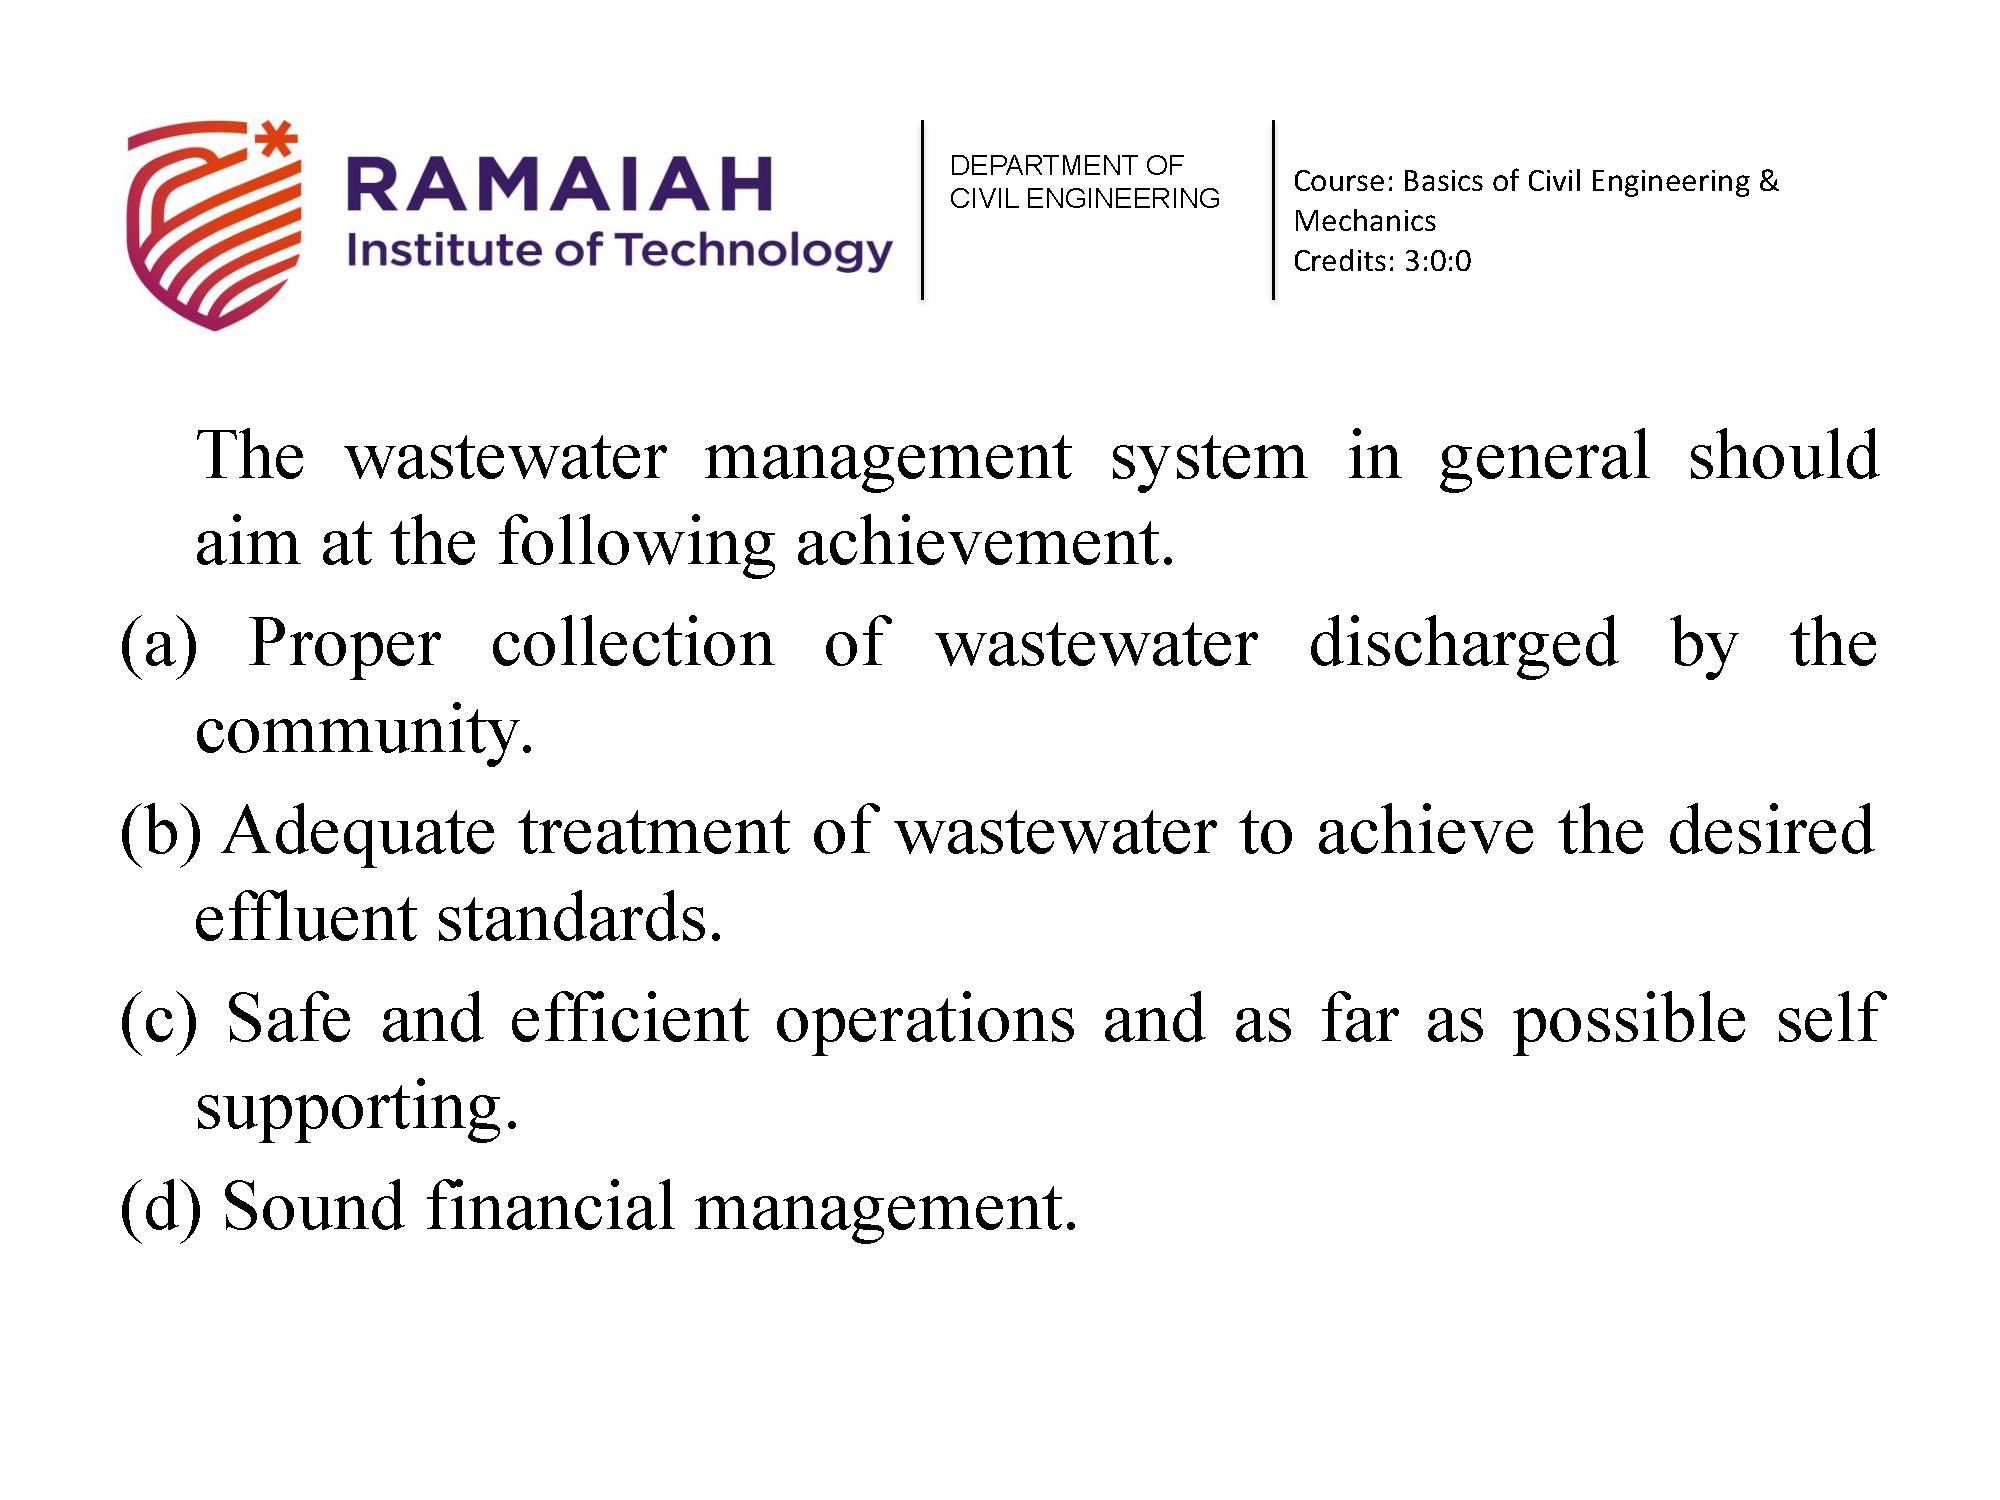 RAMAIAH
Institute of Technology
DEPARTMENT OF
CIVIL ENGINEERING
Course: Basics of Civil Engineering &
Mechanics
Credits: 3:0:0
The wastewater management system in general should
aim at the following achievement.
(a) Proper collection of wastewater discharged by the
community.
(b) Adequate treatment of wastewater to achieve the desired
effluent standards.
(c) Safe and efficient operations and as far as possible self
supporting.
(d) Sound financial management.